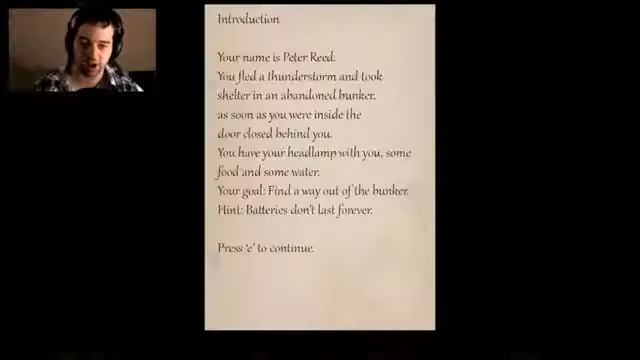 Introduction
Your name is Peter Reed.
You fled a thunderstorm and took
shelter in an abandoned bunker,
as soon as you were inside the
door closed behind you.
You have your headlamp with you, some
food and some water.
Your goal: Find a way out of the bunker.
Hint: Batteries don't last forever.
Press 'e' to continue.